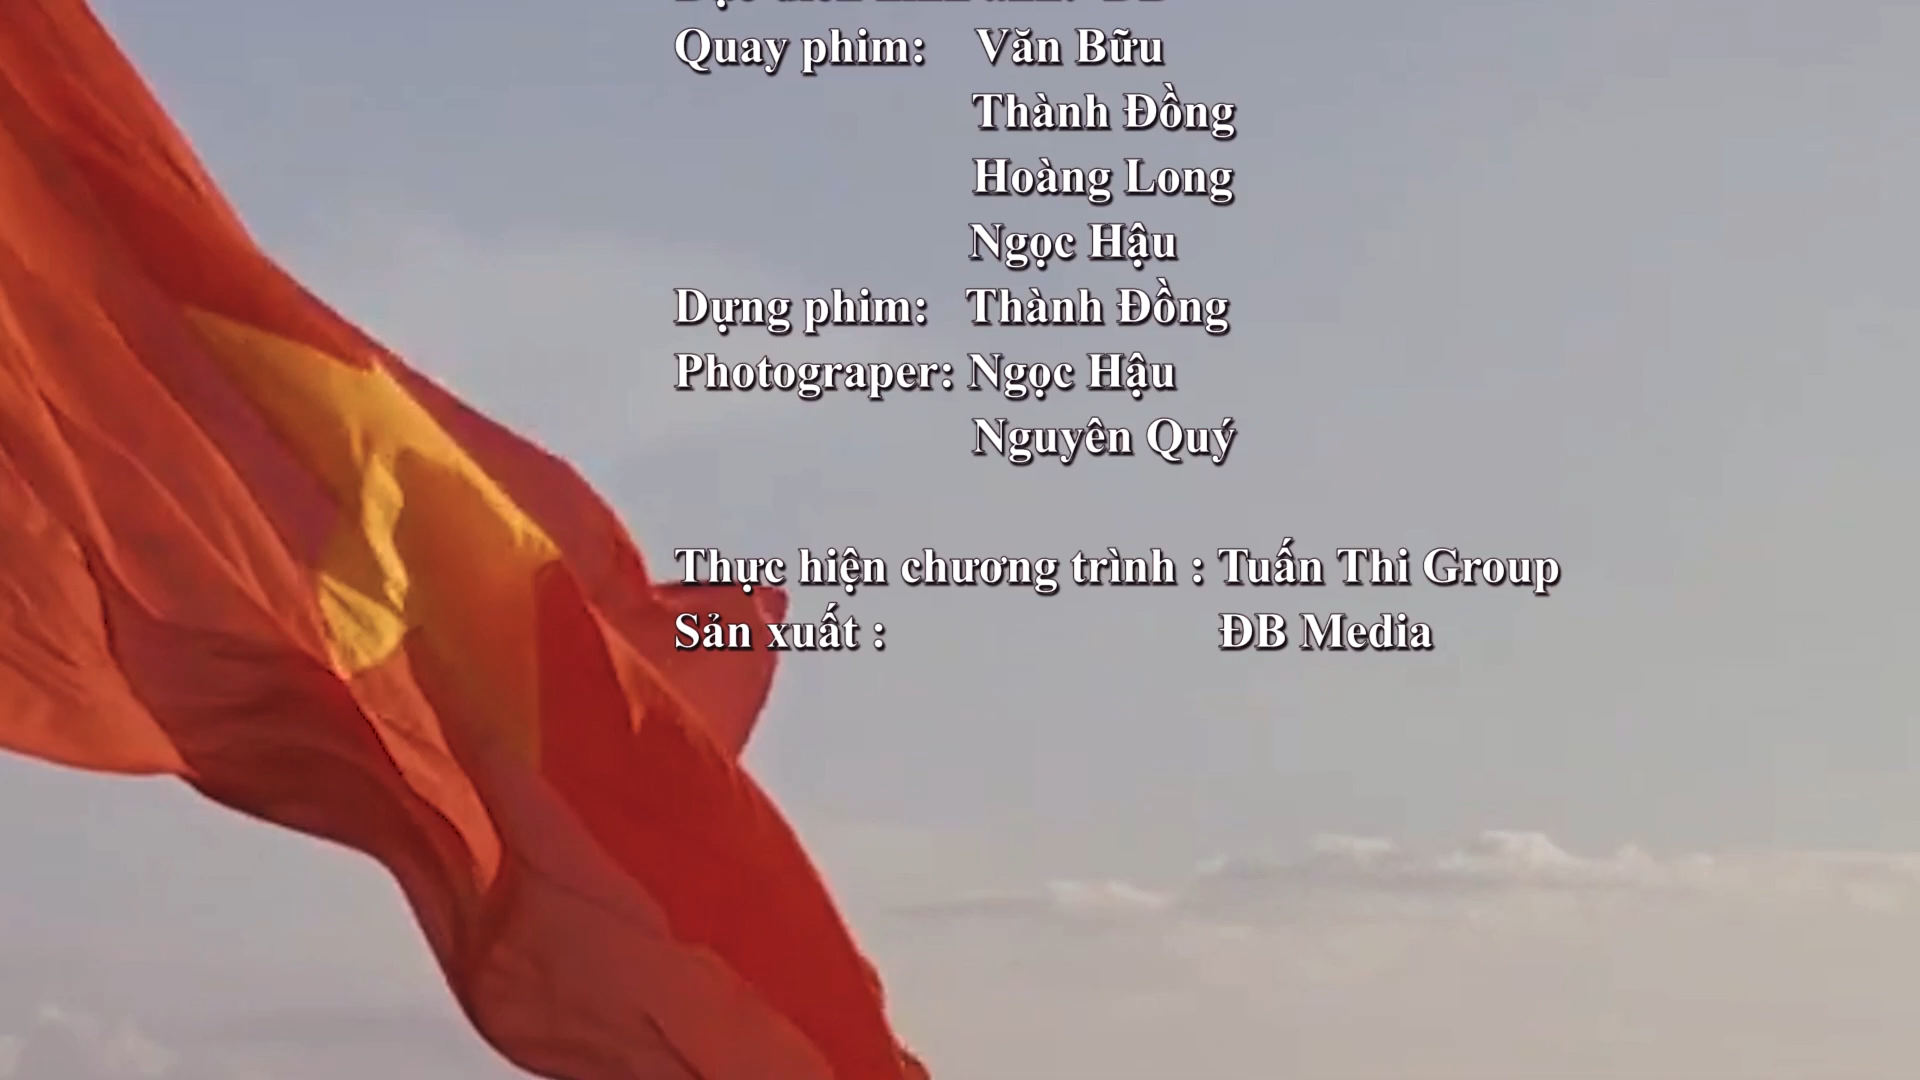 Quay phim: Văn Bữu
Thành Đồng
Hoàng Long
Ngọc Hậu
Dựng phim: Thành Đồng
Photograper: Ngọc Hậu
Nguyên Quý
Thực hiện chương trình : Tuấn Thi Group
Sản xuất : ĐB Media